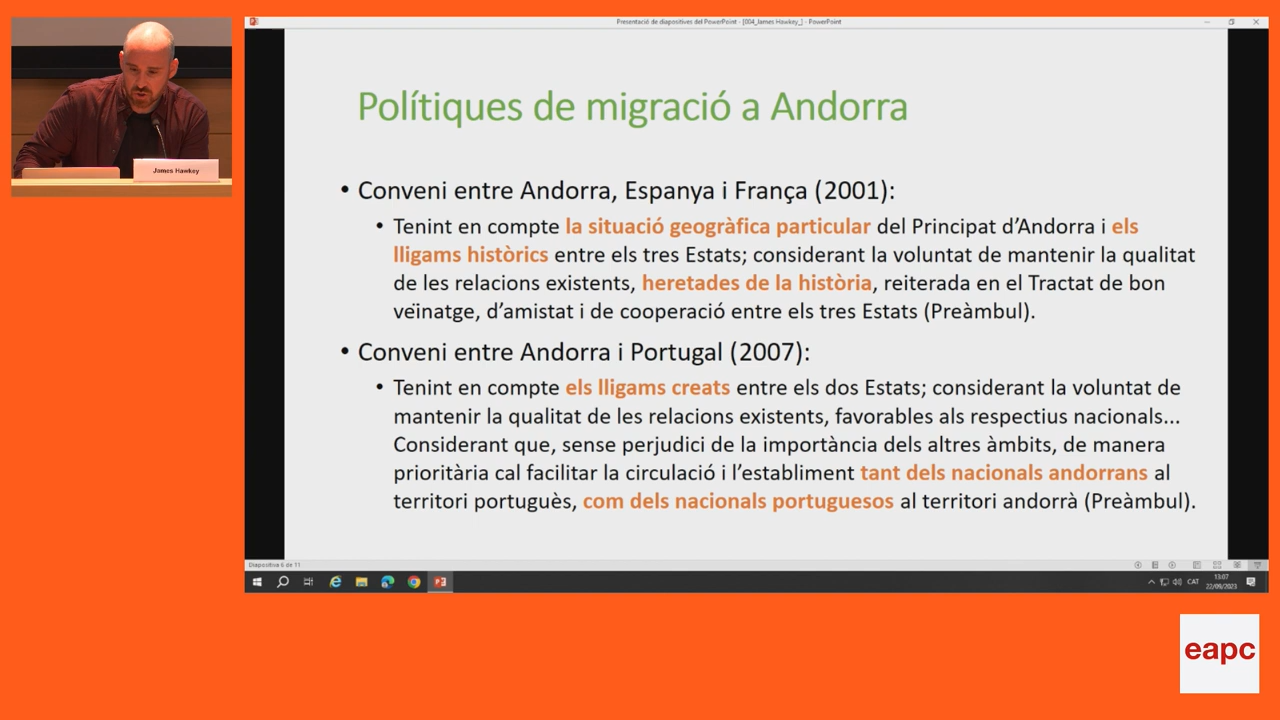 Presentació de diapositives del PowerPoint - [004_James Hawkey_] - PowerPoint
James Hawkey
Polítiques de migració a Andorra
• Conveni entre Andorra, Espanya i França (2001):
• Tenint en compte la situació geogràfica particular del Principat d'Andorra i els
lligams històrics entre els tres Estats; considerant la voluntat de mantenir la qualitat
de les relacions existents, heretades de la història, reiterada en el Tractat de bon
veïnatge, d'amistat i de cooperació entre els tres Estats (Preàmbul).
• Conveni entre Andorra i Portugal (2007):
• Tenint en compte els lligams creats entre els dos Estats; considerant la voluntat de
mantenir la qualitat de les relacions existents, favorables als respectius nacionals...
Considerant que, sense perjudici de la importància dels altres àmbits, de manera
prioritària cal facilitar la circulació i l'establiment tant dels nacionals andorrans al
territori portuguès, com dels nacionals portuguesos al territori andorrà (Preàmbul).
Diapositiva 6 de 11
CAT
13:07
22/09/2023
eapc